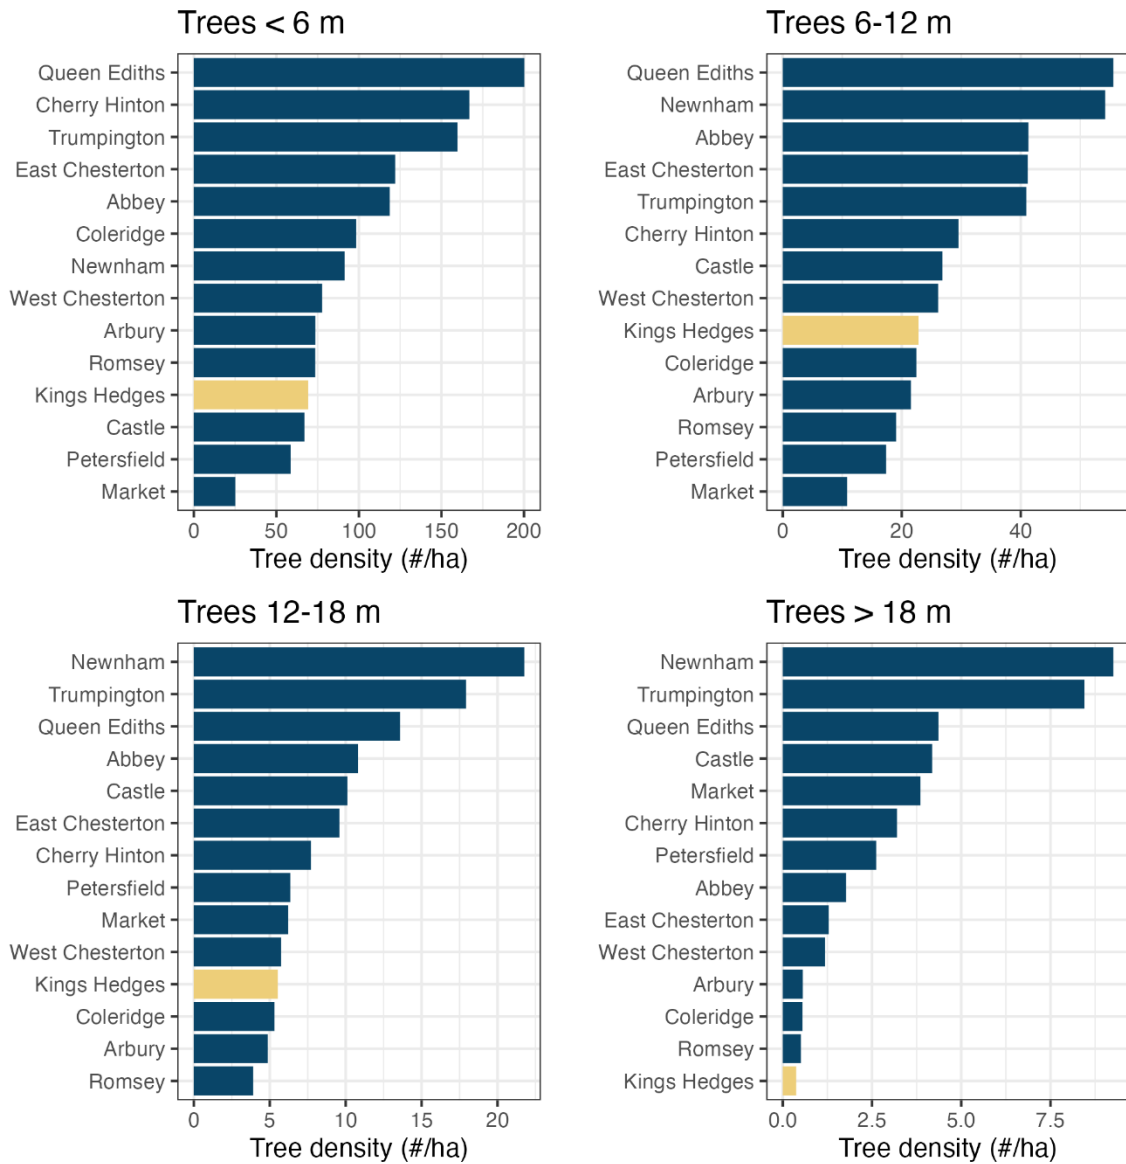 Trees < 6 m
Queen Ediths
Cherry Hinton
Trumpington
East Chesterton
Abbey
Coleridge
Newnham
West Chesterton
Arbury
Romsey
Kings Hedges
Castle
Petersfield
Market
0 50 100 150 200
Tree density (#/ha)
Trees 6-12 m
Queen Ediths
Newnham
Abbey
East Chesterton
Trumpington
Cherry Hinton
Castle
West Chesterton
Kings Hedges
Coleridge
Arbury
Romsey
Petersfield
Market
0 20 40
Tree density (#/ha)
Trees 12-18 m
Newnham
Trumpington
Queen Ediths
Abbey
Castle
East Chesterton
Cherry Hinton
Petersfield
Market
West Chesterton
Kings Hedges
Coleridge
Arbury
Romsey
0 5 10 15 20
Tree density (#/ha)
Trees > 18 m
Newnham
Trumpington
Queen Ediths
Castle
Market
Cherry Hinton
Petersfield
Abbey
East Chesterton
West Chesterton
Arbury
Coleridge
Romsey
Kings Hedges
0.0 2.5 5.0 7.5
Tree density (#/ha)